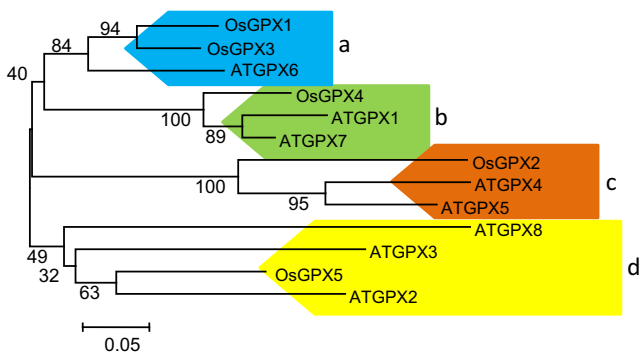 94
OsGPX1
84
OsGPX3
a
40
ATGPX6
OsGPX4
100
ATGPX1
b
89
ATGPX7
OsGPX2
100
ATGPX4
c
95
ATGPX5
ATGPX8
49
ATGPX3
32
OsGPX5
d
63
ATGPX2
0.05